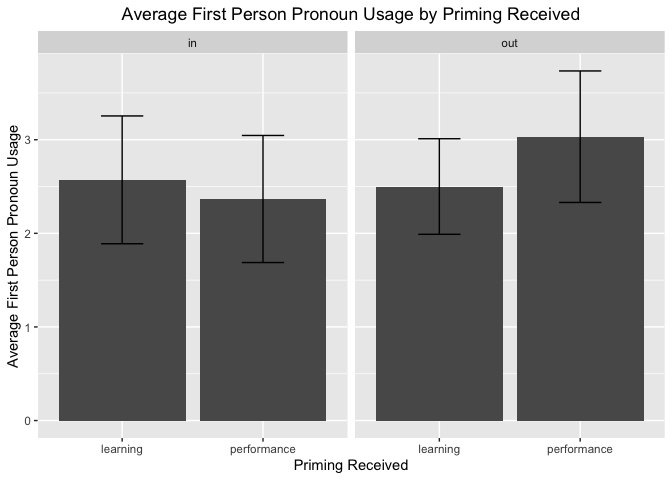 Average First Person Pronoun Usage by Priming Received
in
out
Average First Person Pronoun Usage
3
2
1
0
learning
performance
learning
performance
Priming Received